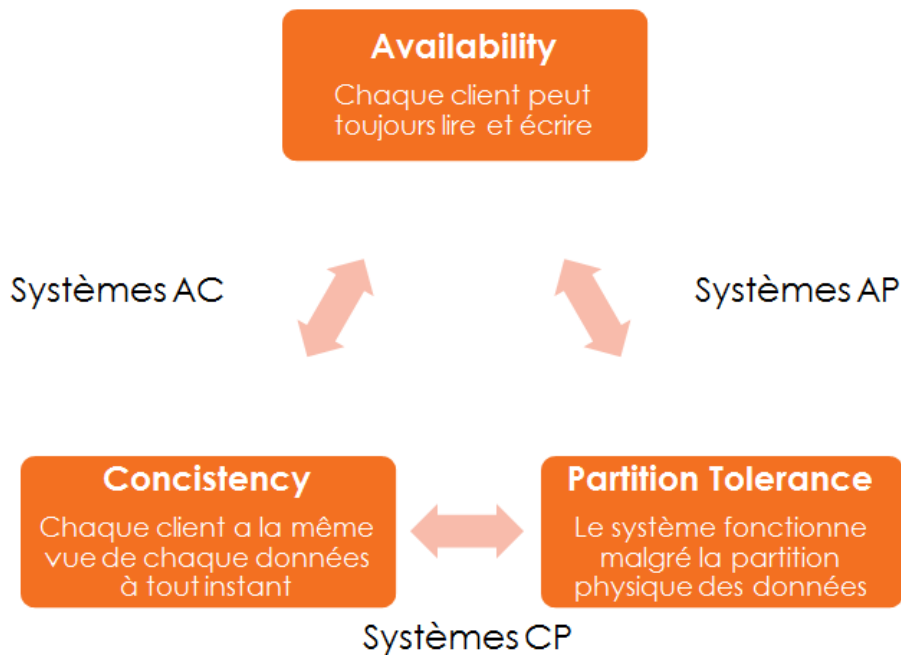 Availability
Chaque client peut
toujours lire et écrire
Systèmes AC
Systèmes AP
Concistency
Chaque client a la même
vue de chaque données
à tout instant
Partition Tolerance
Le système fonctionne
malgré la partition
physique des données
Systèmes CP